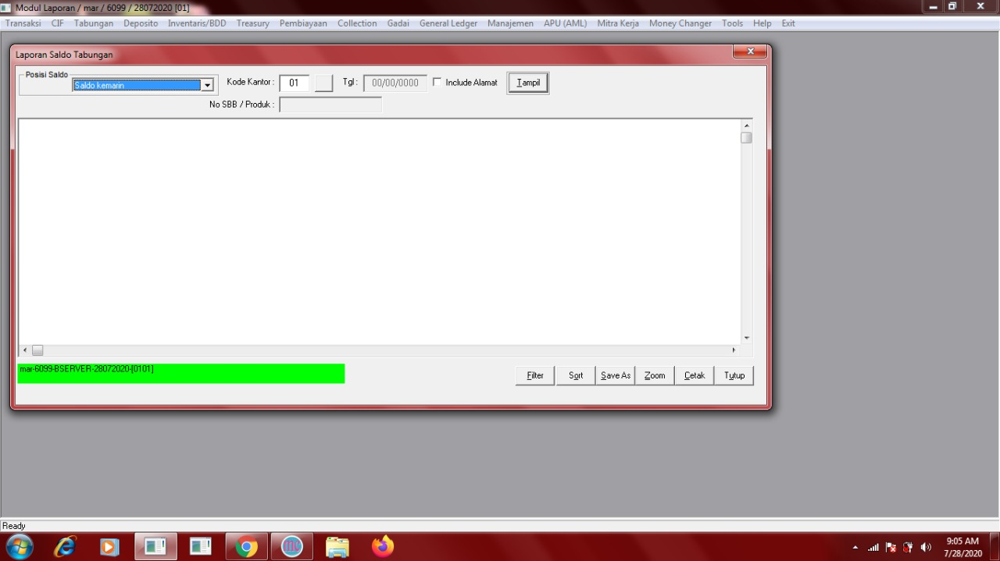 Modul Laporan / mar / 6099 / 28072020 [01]
Transaksi CIF Tabungan Deposito Inventaris/BDD Treasury Pembiayaan Collection Gadai General Ledger Manajemen APU (AML) Mitra Kerja Money Changer Tools Help Exit
Laporan Saldo Tabungan
Posisi Saldo
Saldo kemarin
Kode Kantor : 01 Tgl : 00/00/0000 Include Alamat Tampil
No SBB / Produk :
mar-6099-BSERVER-28072020-[0101]
Filter Sort Save As Zoom Cetak Tutup
Ready
9:05 AM
7/28/2020